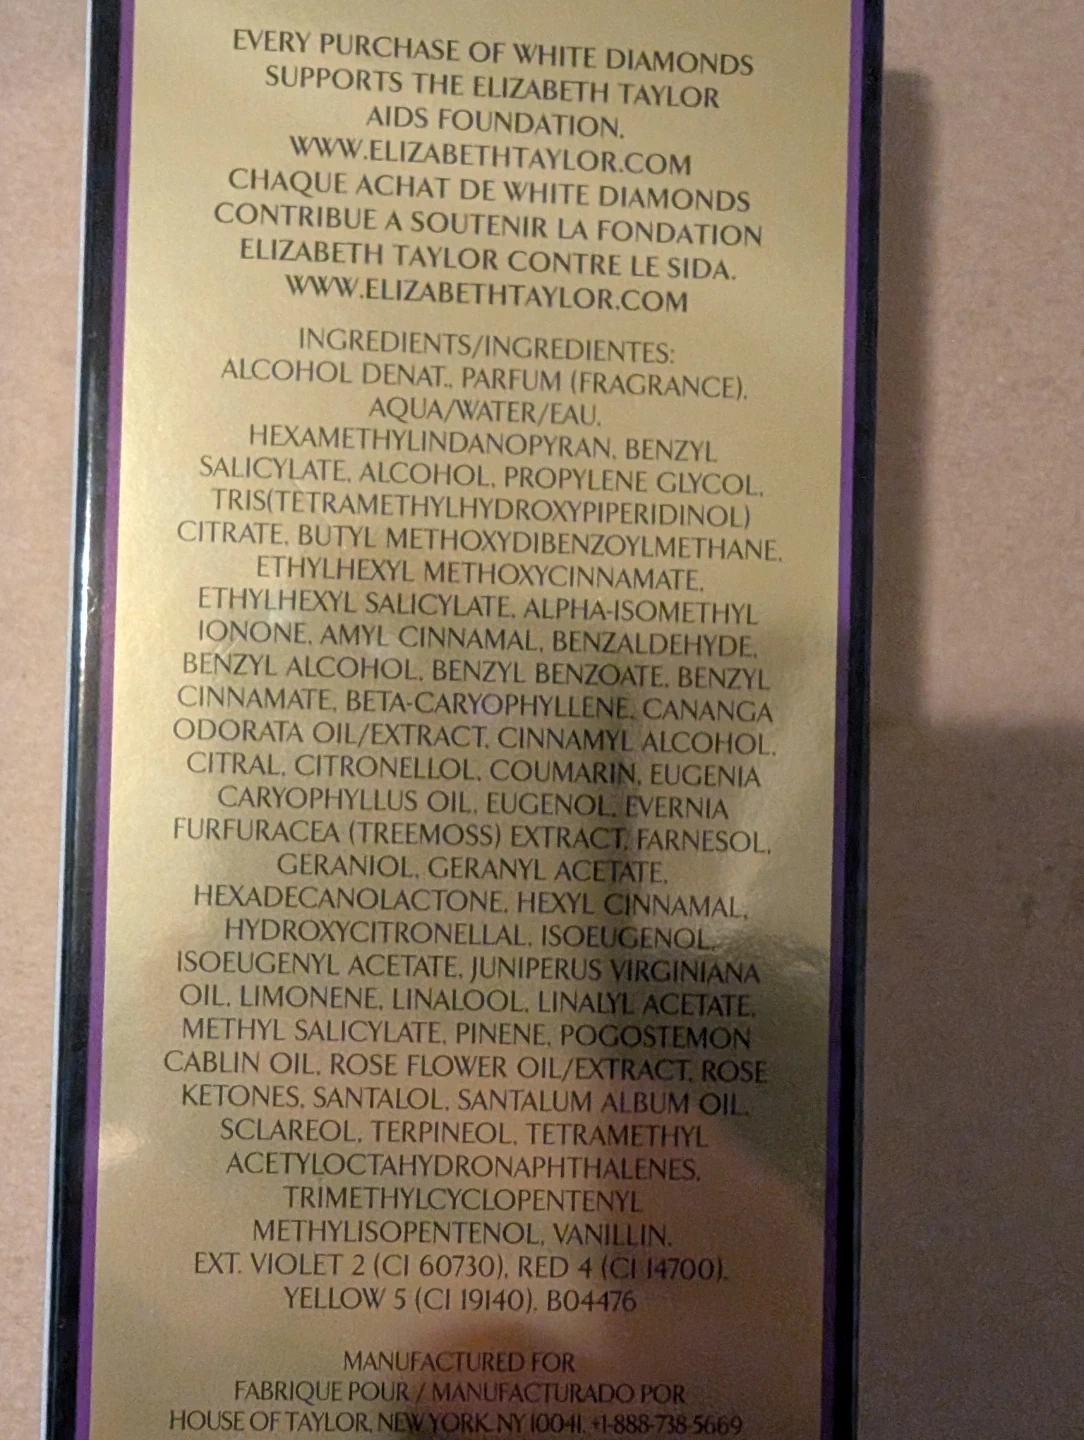 EVERY PURCHASE OF WHITE DIAMONDS
SUPPORTS THE ELIZABETH TAYLOR
AIDS FOUNDATION.
WWW.ELIZABETHTAYLOR.COM
CHAQUE ACHAT DE WHITE DIAMONDS
CONTRIBUE A SOUTENIR LA FONDATION
ELIZABETH TAYLOR CONTRE LE SIDA.
WWW.ELIZABETHTAYLOR.COM
INGREDIENTS/INGREDIENTES:
ALCOHOL DENAT., PARFUM (FRAGRANCE),
AQUA/WATER/EAU,
HEXAMETHYLINDANOPYRAN, BENZYL
SALICYLATE, ALCOHOL, PROPYLENE GLYCOL,
TRIS(TETRAMETHYLHYDROXYPIPERIDINOL)
CITRATE, BUTYL METHOXYDIBENZOYLMETHANE,
ETHYLHEXYL METHOXYCINNAMATE,
ETHYLHEXYL SALICYLATE, ALPHA-ISOMETHYL
IONONE, AMYL CINNAMAL, BENZALDEHYDE,
BENZYL ALCOHOL, BENZYL BENZOATE, BENZYL
CINNAMATE, BETA-CARYOPHYLLENE, CANANGA
ODORATA OIL/EXTRACT, CINNAMYL ALCOHOL,
CITRAL, CITRONELLOL, COUMARIN, EUGENIA
CARYOPHYLLUS OIL, EUGENOL, EVERNIA
FURFURACEA (TREEMOSS) EXTRACT, FARNESOL,
GERANIOL, GERANYL ACETATE,
HEXADECANOLACTONE, HEXYL CINNAMAL,
HYDROXYCITRONELLAL, ISOEUGENOL,
ISOEUGENYL ACETATE, JUNIPERUS VIRGINIANA
OIL, LIMONENE, LINALOOL, LINALYL ACETATE,
METHYL SALICYLATE, PINENE, POGOSTEMON
CABLIN OIL, ROSE FLOWER OIL/EXTRACT, ROSE
KETONES, SANTALOL, SANTALUM ALBUM OIL,
SCLAREOL, TERPINEOL, TETRAMETHYL
ACETYLOCTAHYDRONAPHTHALENES,
TRIMETHYLCYCLOPENTENYL
METHYLISOPENTENOL, VANILLIN,
EXT. VIOLET 2 (CI 60730), RED 4 (CI 14700),
YELLOW 5 (CI 19140). B04476
MANUFACTURED FOR
FABRIQUE POUR / MANUFACTURADO POR
HOUSE OF TAYLOR, NEW YORK, NY 10041, +1-888-738-5669